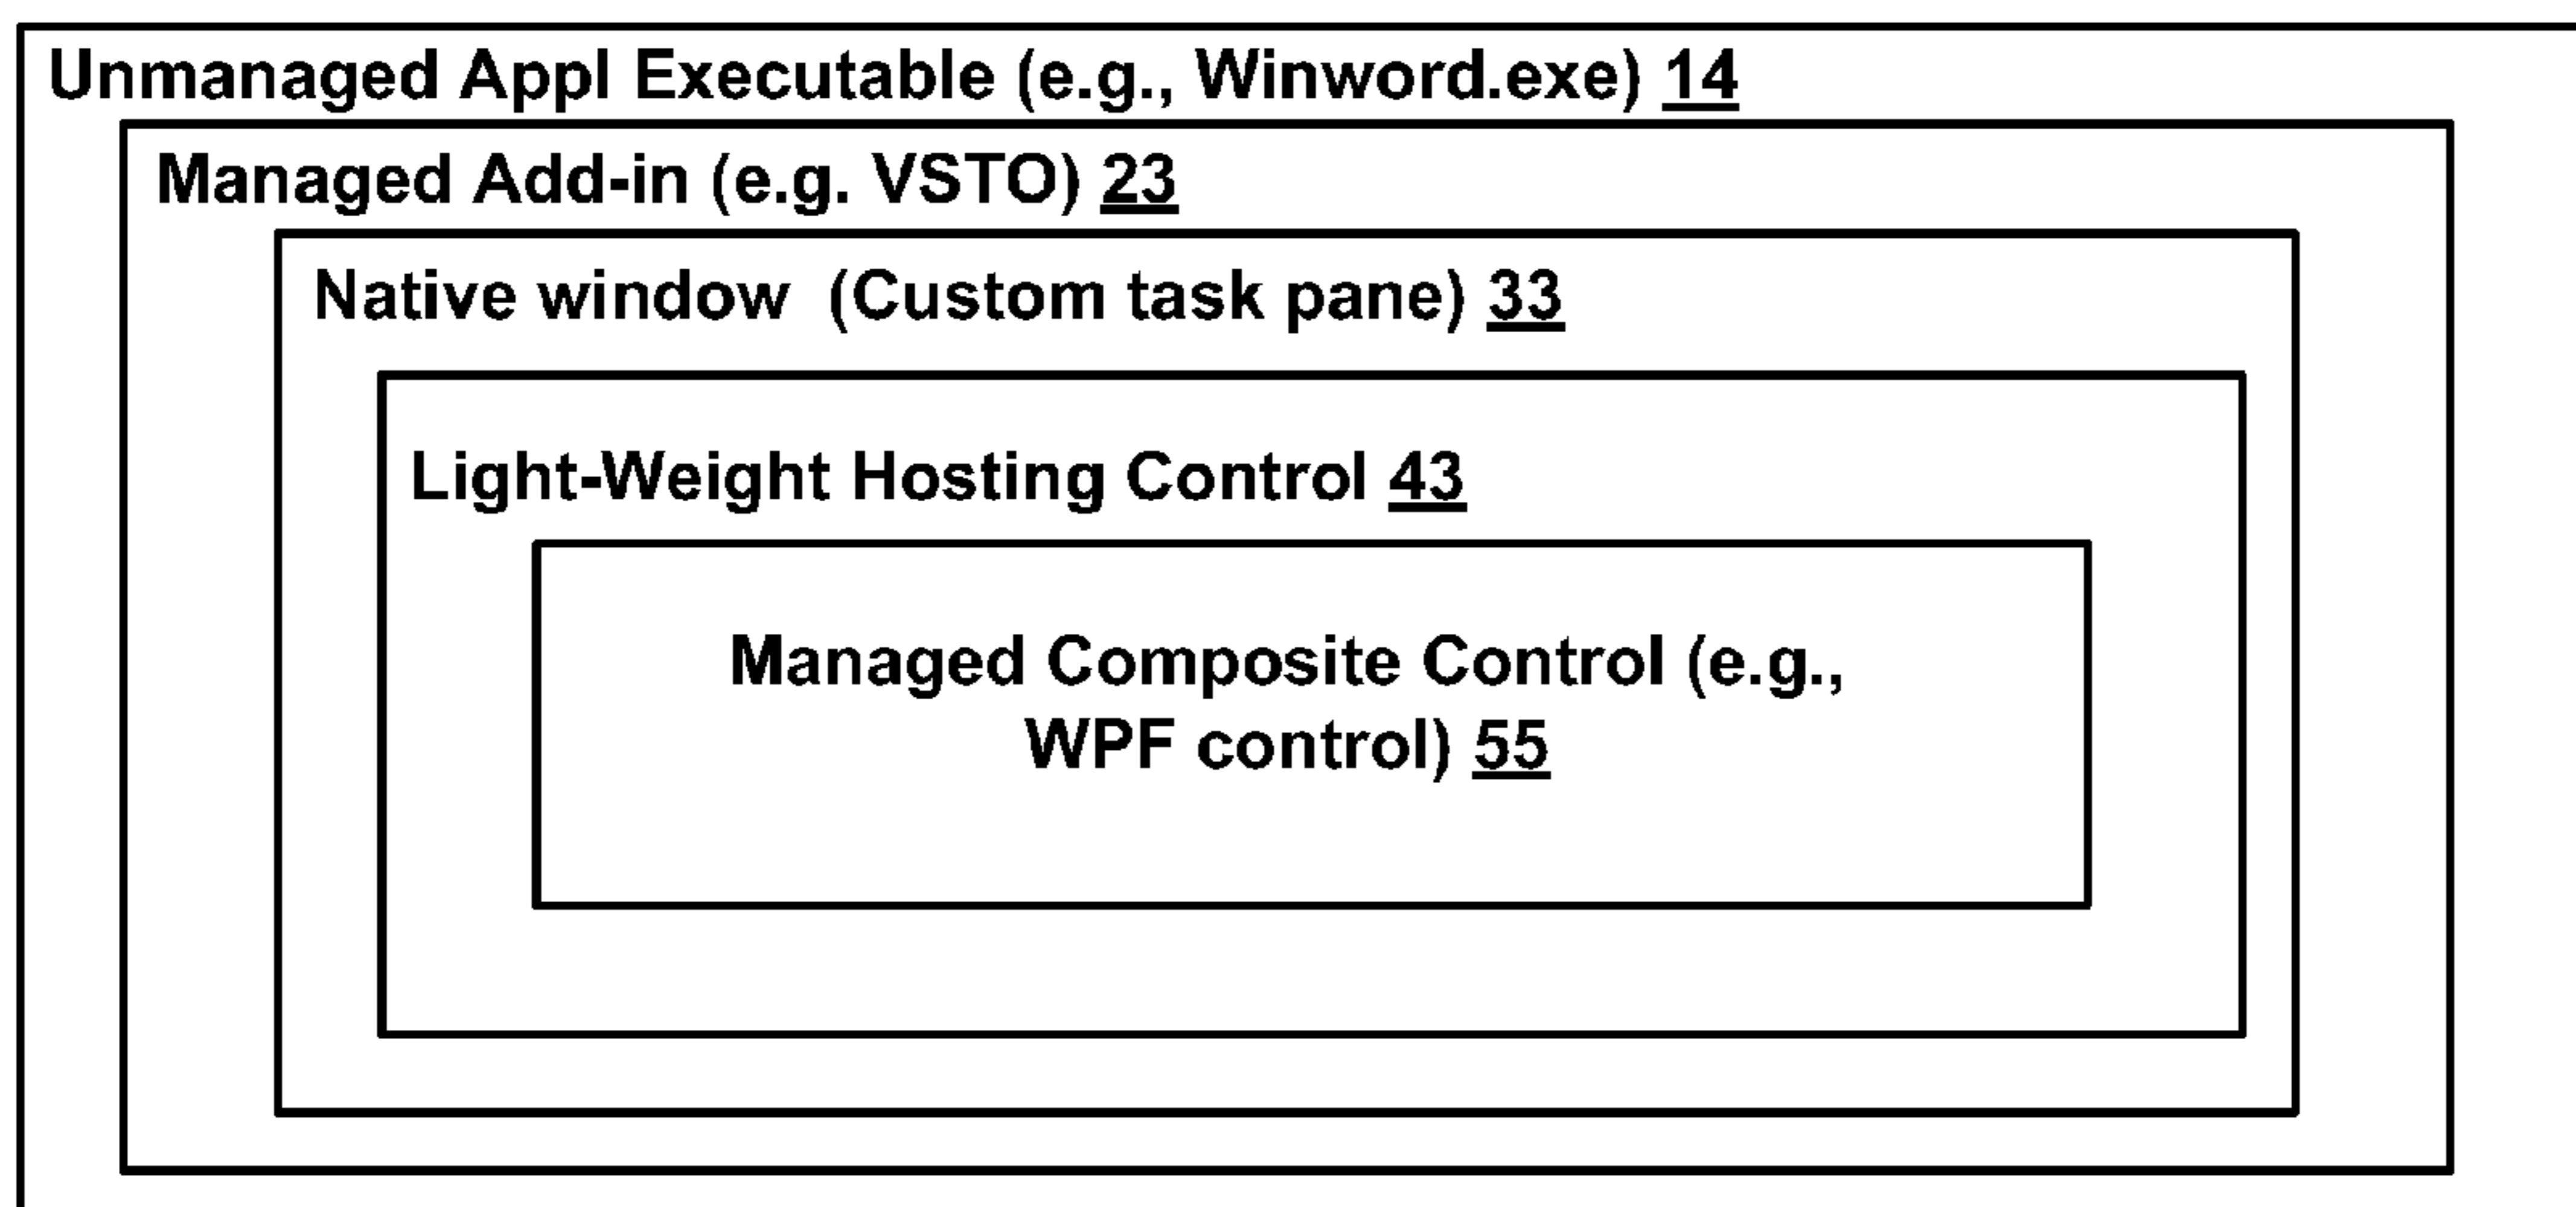 Unmanaged Appl Executable (e.g., Winword.exe) 14
Managed Add-in (e.g. VSTO) 23
Native window (Custom task pane) 33
Light-Weight Hosting Control 43
Managed Composite Control (e.g.,
WPF control) 55